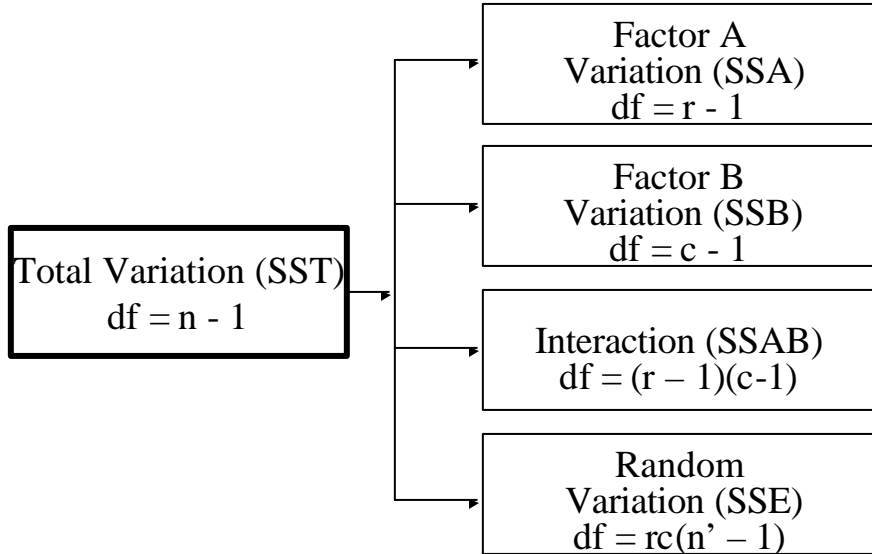 Total Variation (SST)
df = n - 1
Factor A
Variation (SSA)
df = r - 1
Factor B
Variation (SSB)
df = c - 1
Interaction (SSAB)
df = (r – 1)(c-1)
Random
Variation (SSE)
df = rc(n’ – 1)